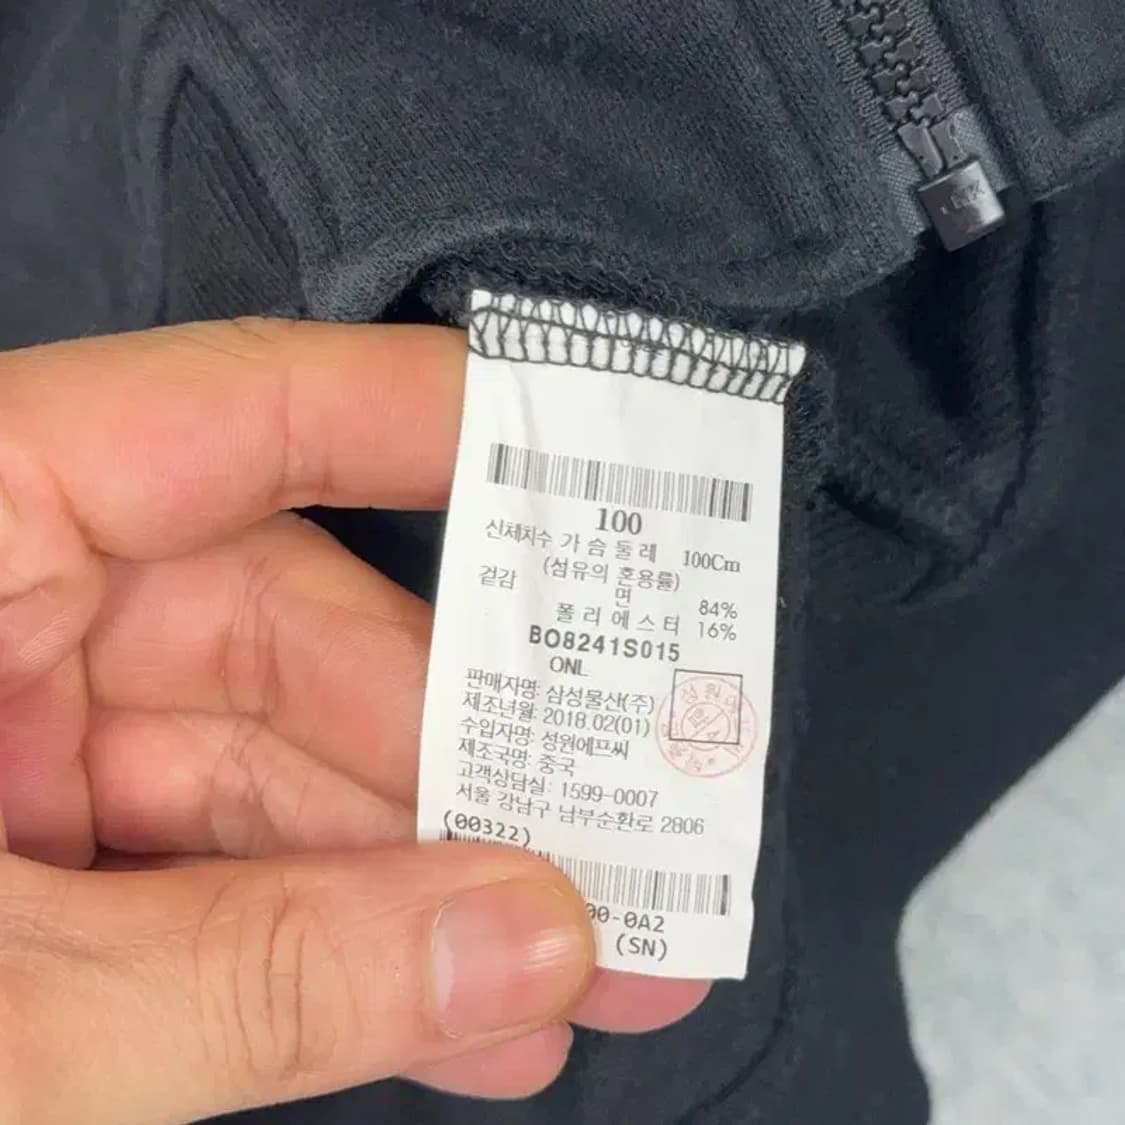 100
신체치수 가슴둘레 100Cm
(섬유의 혼용률)
겉감 면 84%
폴리에스터 16%
BO8241S015
ONL
판매자명: 삼성물산(주)
제조년월: 2018.02(01)
수입자명: 성원에프씨
제조국명: 중국
고객상담실: 1599-0007
서울 강남구 남부순환로 2806
(00322)
00-0A2
(SN)